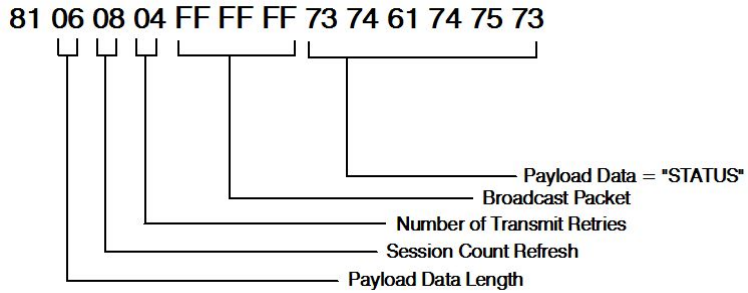 81 06 08 04 FF FF FF 73 74 61 74 75 73
Payload Data = "STATUS"
Broadcast Packet
Number of Transmit Retries
Session Count Refresh
Payload Data Length